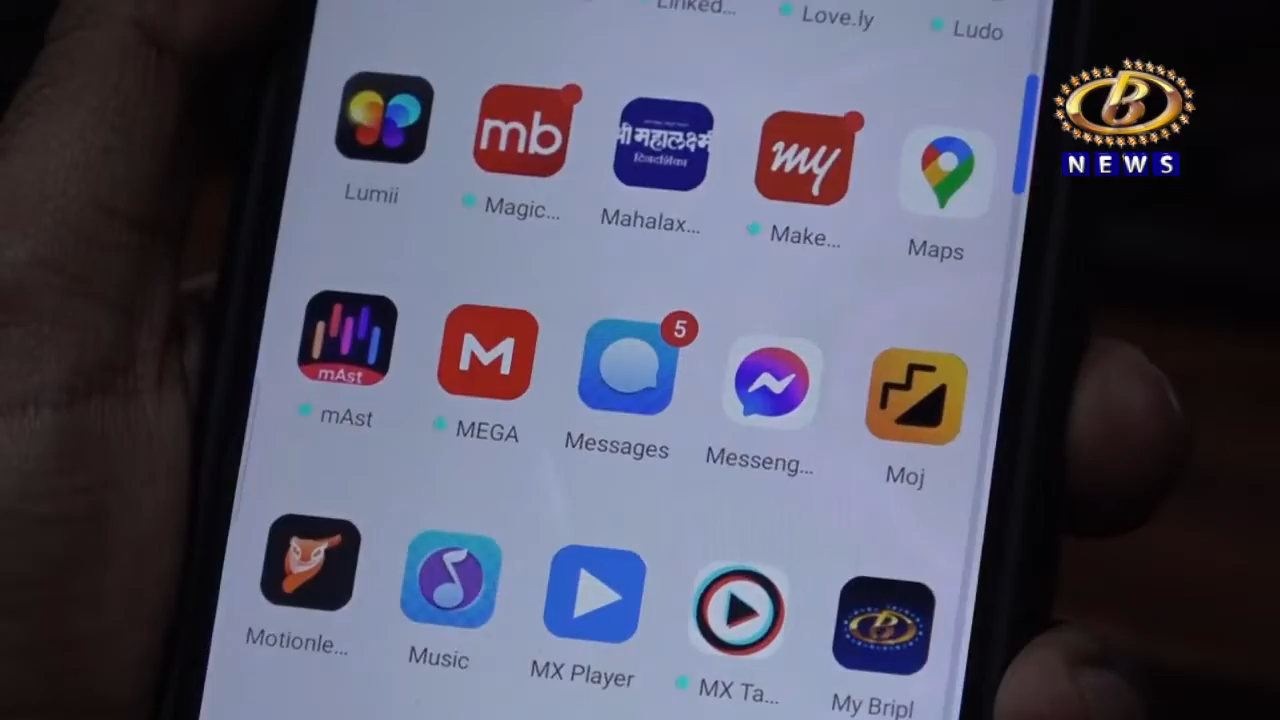 Linked...
Love.ly
Ludo
B
NEWS
mb
श्री महालक्ष्मी
दिनदर्शिका
my
Lumii
Magic...
Mahalax...
Make...
Maps
mAst
M
5
mAst
MEGA
Messages
Messeng...
Moj
Motionle...
Music
MX Player
MX Ta...
My Bripl